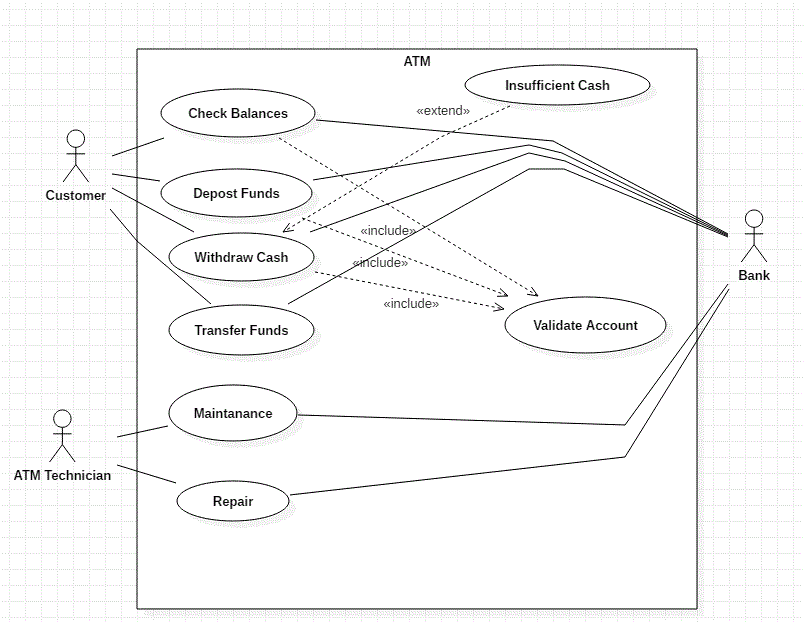 ATM
Insufficient Cash
«extend»
Check Balances
Customer
Depost Funds
Withdraw Cash
«include»
«include»
Bank
«include»
Transfer Funds
Validate Account
Maintanance
ATM Technician
Repair